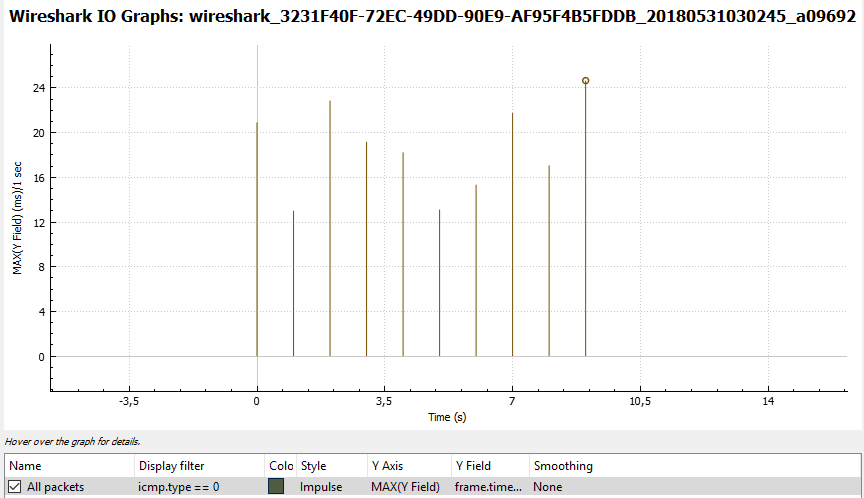 Wireshark IO Graphs: wireshark_3231F40F-72EC-49DD-90E9-AF95F4B5FDDB_20180531030245_a09692
MAX(Y Field) (ms)/1 sec
24
20
16
12
8
4
0
-3,5 0 3,5 7 10,5 14
Time (s)
Hover over the graph for details.
Name Display filter Colo Style Y Axis Y Field Smoothing
All packets icmp.type == 0 Impulse MAX(Y Field) frame.time... None